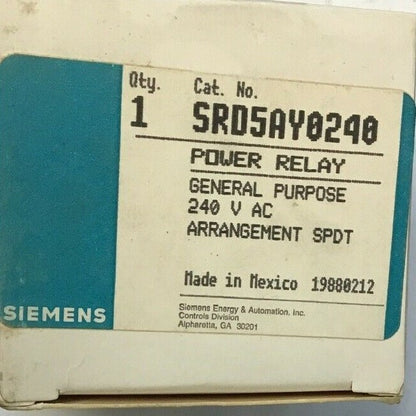 Qty. Cat. No.
1 SRD5AY0240
POWER RELAY
GENERAL PURPOSE
240 V AC
ARRANGEMENT SPDT
Made in Mexico 19880212
SIEMENS
Siemens Energy & Automation. Inc.
Controls Division
Alpharetta, GA 30201